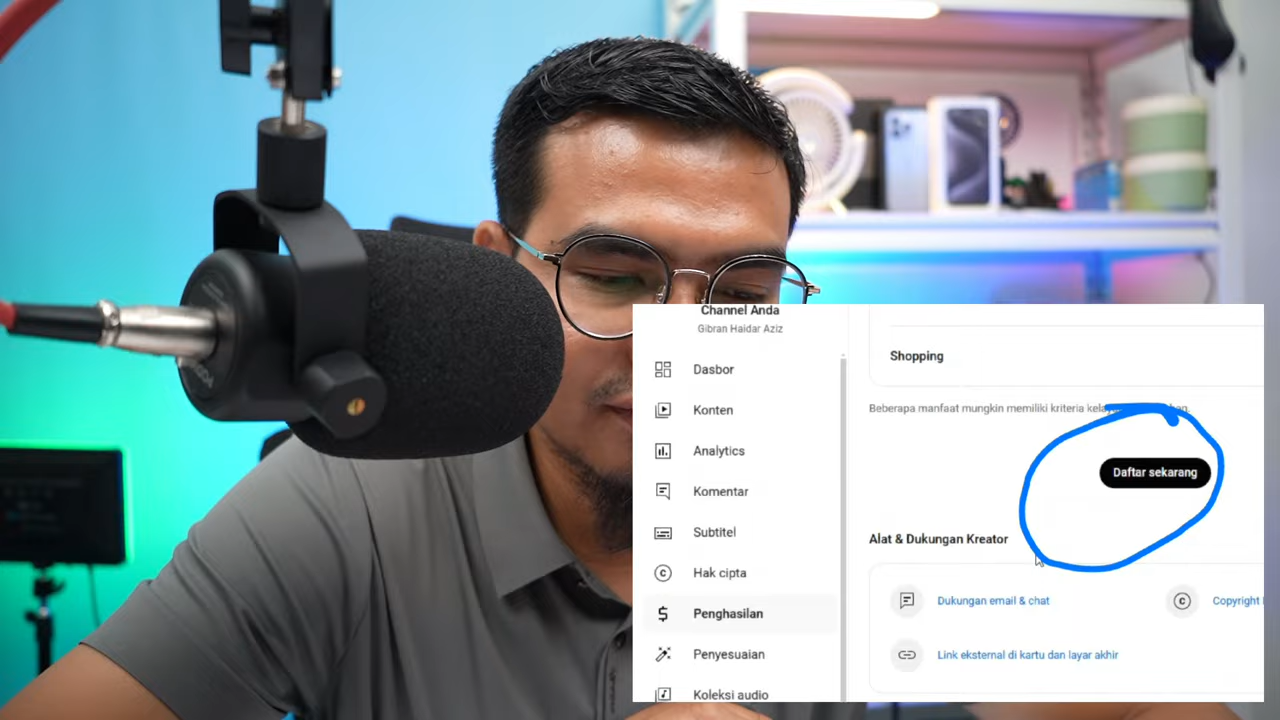 Channel Anda
Gibran Haidar Aziz
Dasbor
Konten
Analytics
Komentar
Subtitel
Hak cipta
Penghasilan
Penyesuaian
Koleksi audio
Shopping
Beberapa manfaat mungkin memiliki kriteria
Daftar sekarang
Alat & Dukungan Kreator
Dukungan email & chat
Copyright
Link eksternal di kartu dan layar akhir